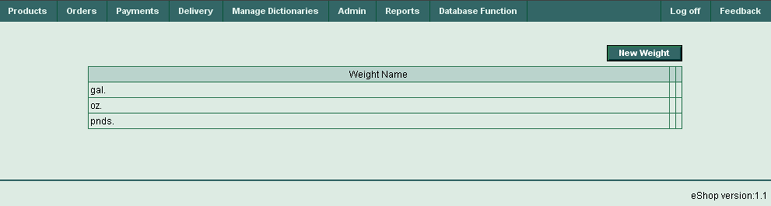 Products Orders Payments Delivery Manage Dictionaries Admin Reports Database Function Log off Feedback
New Weight
Weight Name
gal.
oz.
pnds.
eShop version:1.1